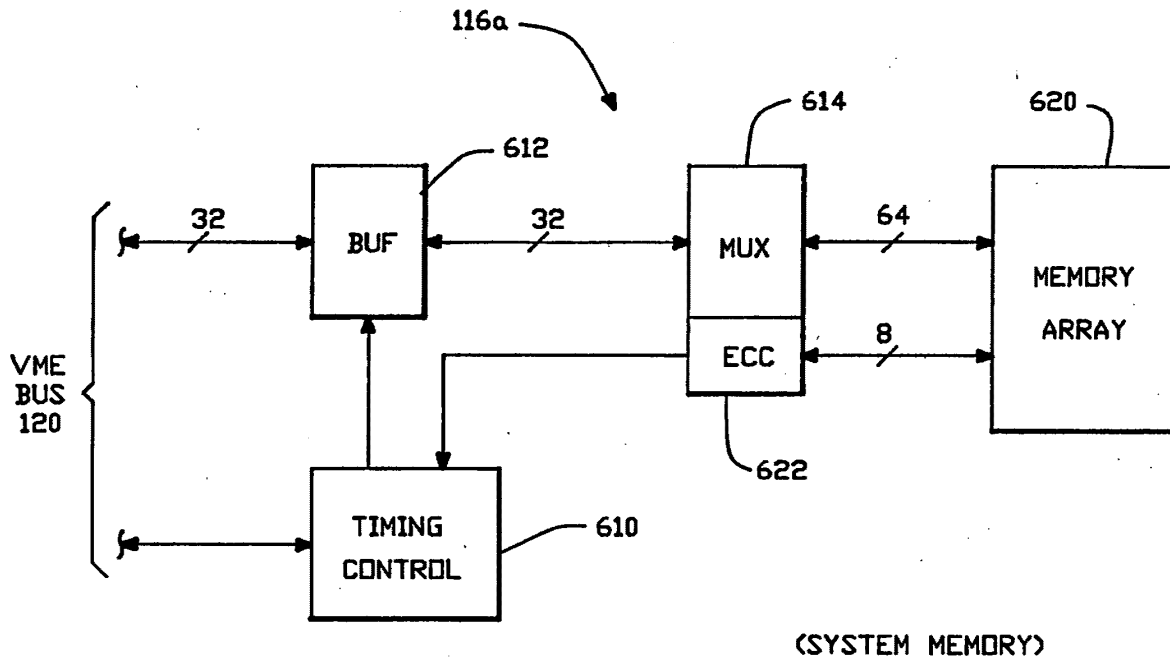 116a
614
620
612
32
32
64
BUF
MUX
MEMORY
ARRAY
8
ECC
VME
BUS
120
622
TIMING
CONTROL
610
(SYSTEM MEMORY)